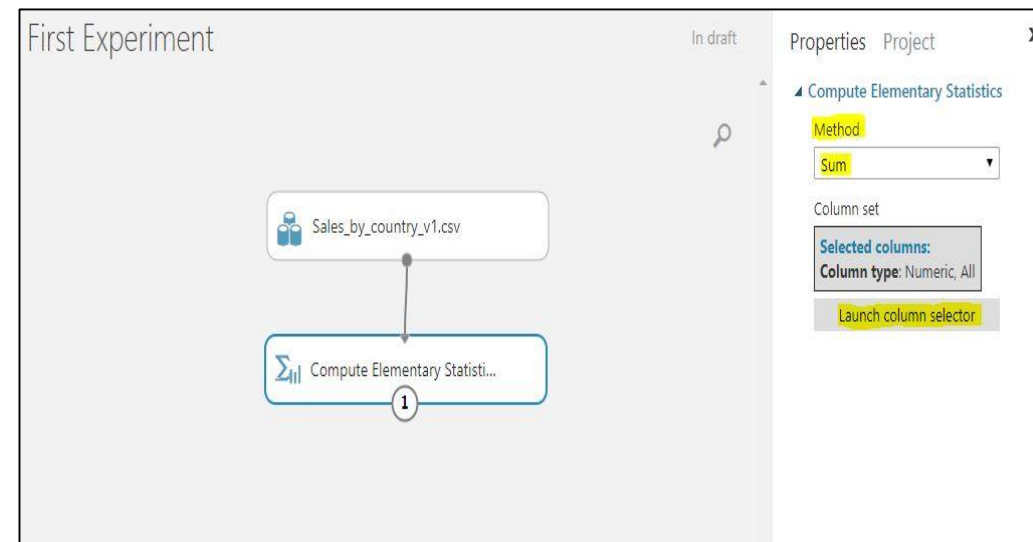 First Experiment
In draft
Properties Project
Compute Elementary Statistics
Method
Sum
Column set
Selected columns:
Column type: Numeric, All
Launch column selector
Sales_by_country_v1.csv
Compute Elementary Statisti...
1